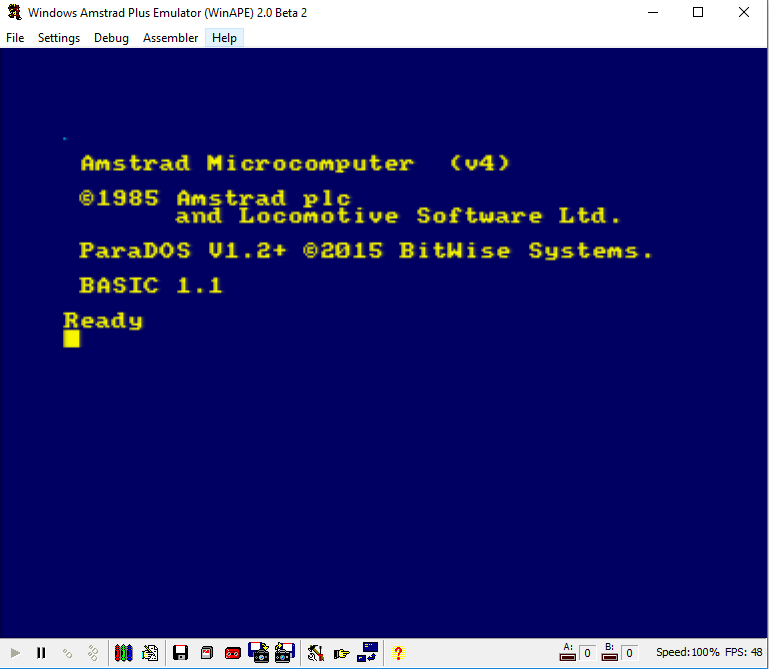 Windows Amstrad Plus Emulator (WinAPE) 2.0 Beta 2
File Settings Debug Assembler Help
Amstrad Microcomputer (v4)
©1985 Amstrad plc
and Locomotive Software Ltd.
ParaDOS V1.2+ ©2015 BitWise Systems.
BASIC 1.1
Ready
A: 0 B: 0 Speed:100% FPS: 48